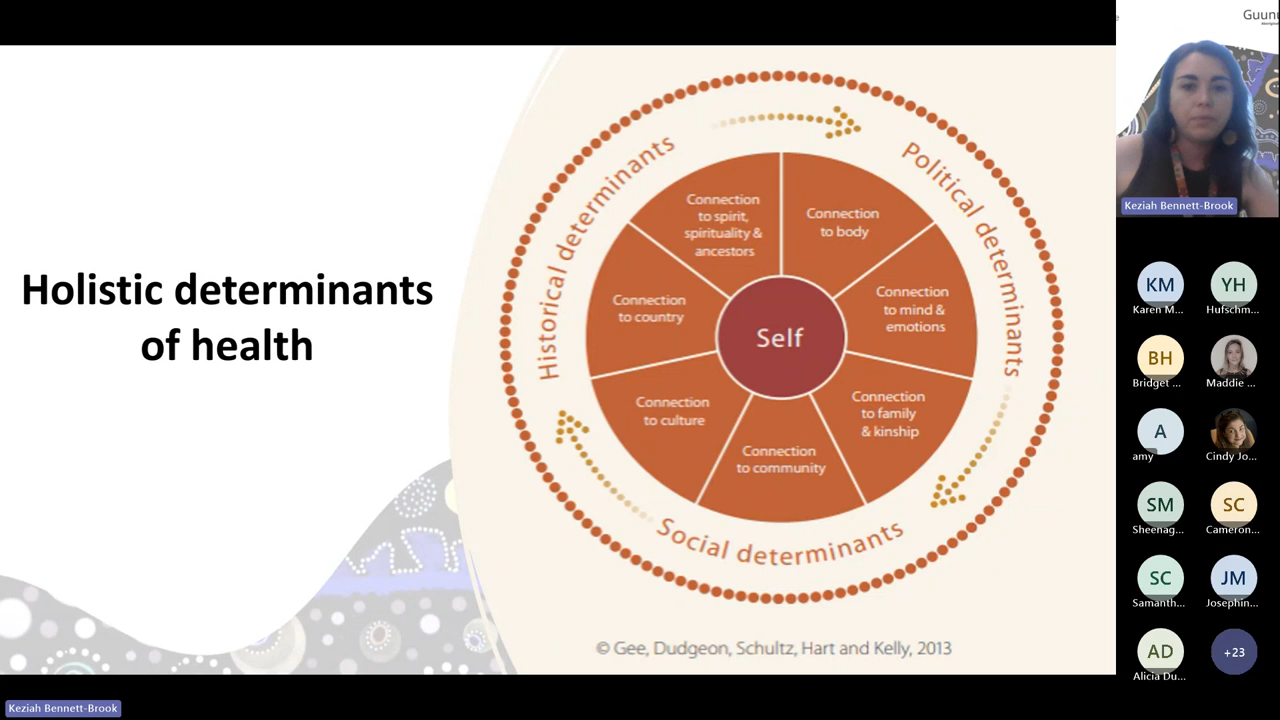 Holistic determinants
of health
Historical determinants
Political determinants
Social determinants
Connection
to spirit,
spirituality &
ancestors
Connection
to body
Connection
to mind &
emotions
Connection
to family
& kinship
Connection
to community
Connection
to culture
Connection
to country
Self
© Gee, Dudgeon, Schultz, Hart and Kelly, 2013
Keziah Bennett-Brook
Keziah Bennett-Brook
KM
Karen M...
YH
Hufschm...
BH
Bridget ...
Maddie ...
A
amy
Cindy Jo...
SM
Sheenag...
SC
Cameron...
SC
Samanth...
JM
Josephin...
AD
Alicia Du...
+23